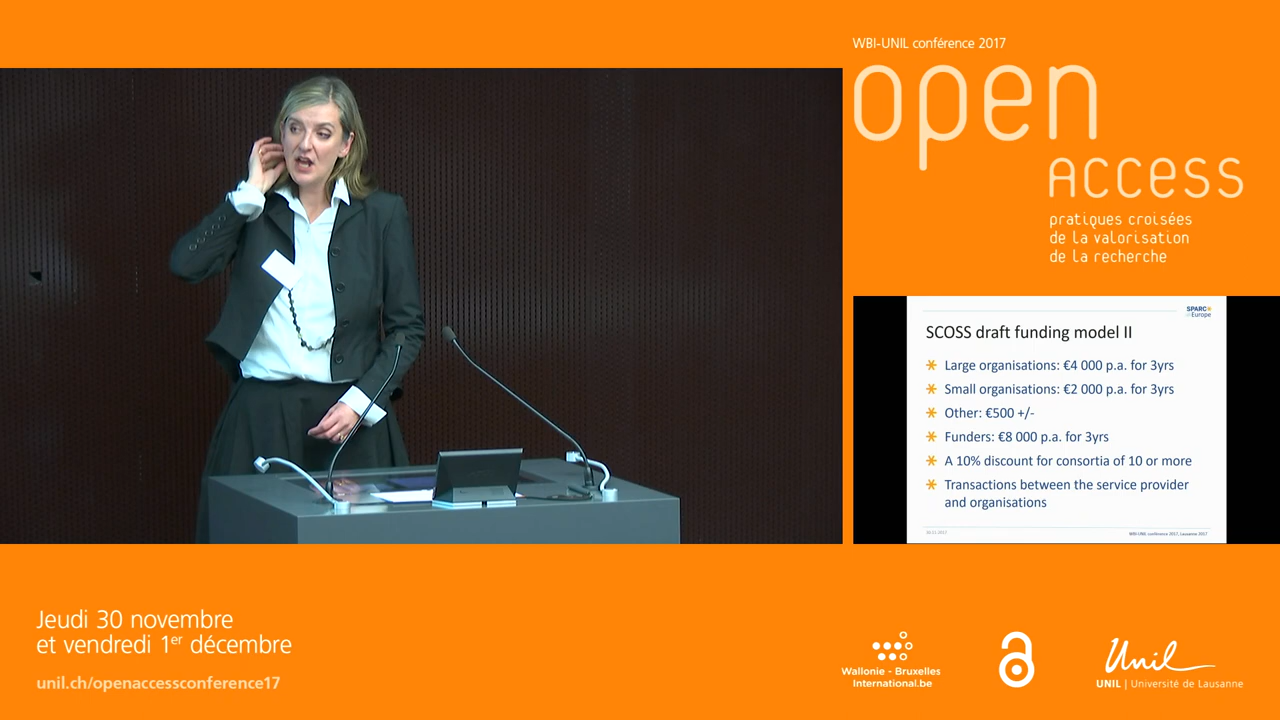 WBI-UNIL conférence 2017
open
access
pratiques croisées
de la valorisation
de la recherche
SPARC
Europe
SCOSS draft funding model II
Large organisations: €4 000 p.a. for 3yrs
Small organisations: €2 000 p.a. for 3yrs
Other: €500 +/-
Funders: €8 000 p.a. for 3yrs
A 10% discount for consortia of 10 or more
Transactions between the service provider
and organisations
30.11.2017
WBI-UNIL conference 2017, Lausanne 2017
Jeudi 30 novembre
et vendredi 1er décembre
unil.ch/openaccessconference17
Wallonie - Bruxelles
International.be
Unil
UNIL | Université de Lausanne